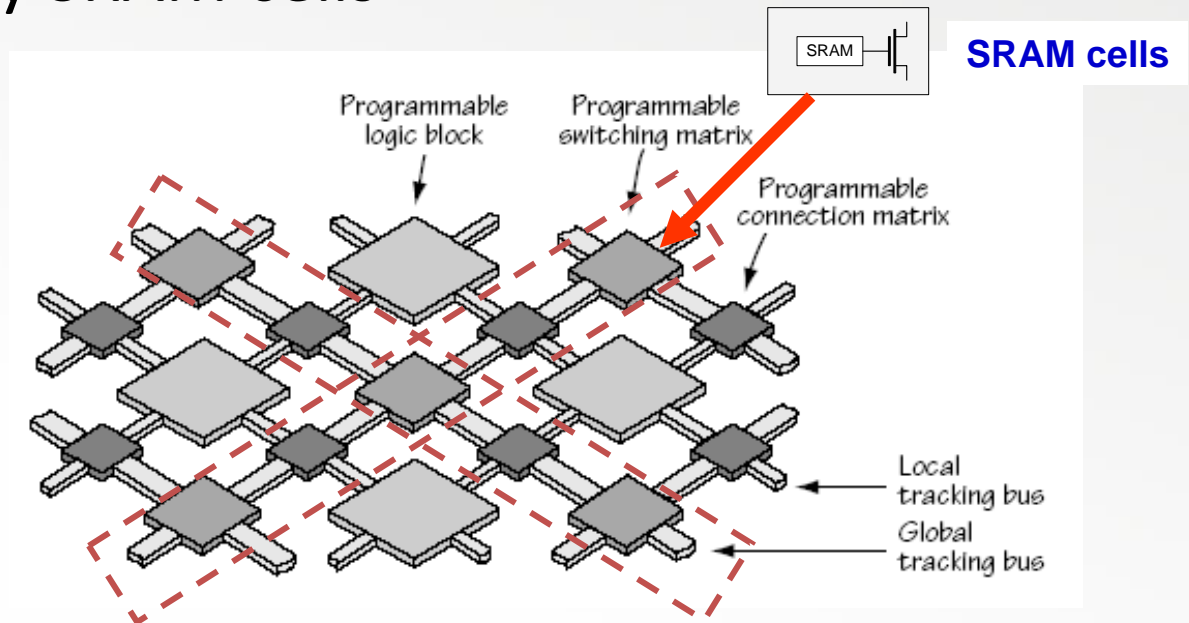 SRAM
SRAM cells
Programmable
logic block
Programmable
switching matrix
Programmable
connection matrix
Local
tracking bus
Global
tracking bus